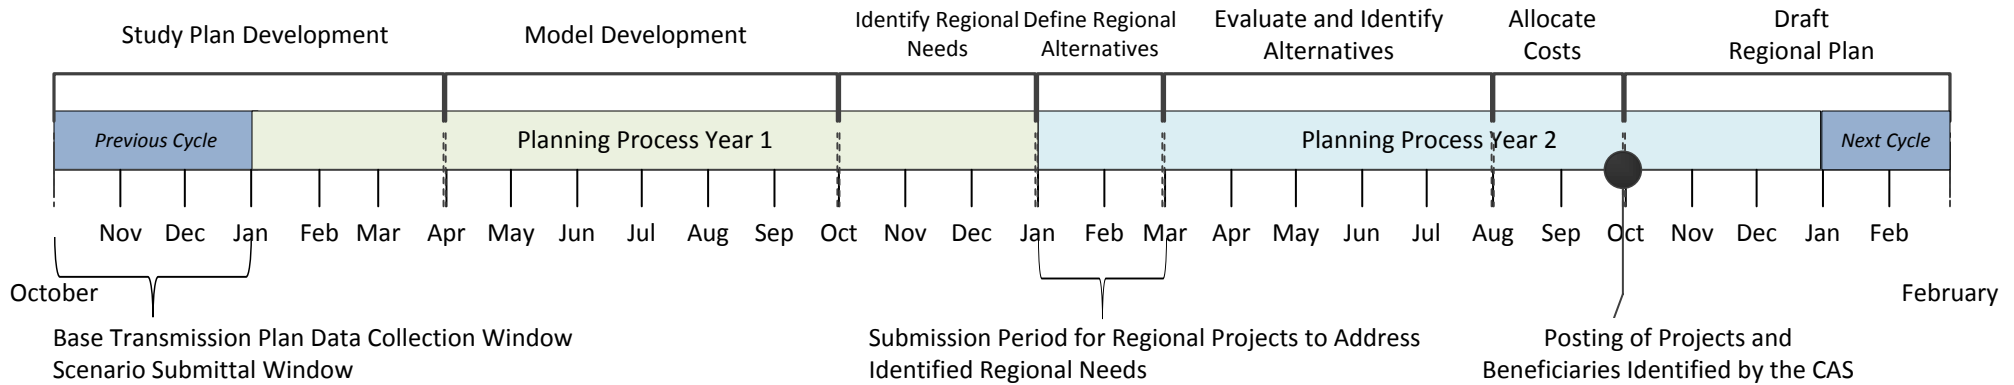 Study Plan Development
Model Development
Identify Regional
Needs
Define Regional
Alternatives
Evaluate and Identify
Alternatives
Allocate
Costs
Draft
Regional Plan
Previous Cycle
Planning Process Year 1
Planning Process Year 2
Next Cycle
Nov Dec Jan Feb Mar Apr May Jun Jul Aug Sep Oct Nov Dec Jan Feb Mar Apr May Jun Jul Aug Sep Oct Nov Dec Jan Feb
October
February
Base Transmission Plan Data Collection Window
Scenario Submittal Window
Submission Period for Regional Projects to Address
Identified Regional Needs
Posting of Projects and
Beneficiaries Identified by the CAS